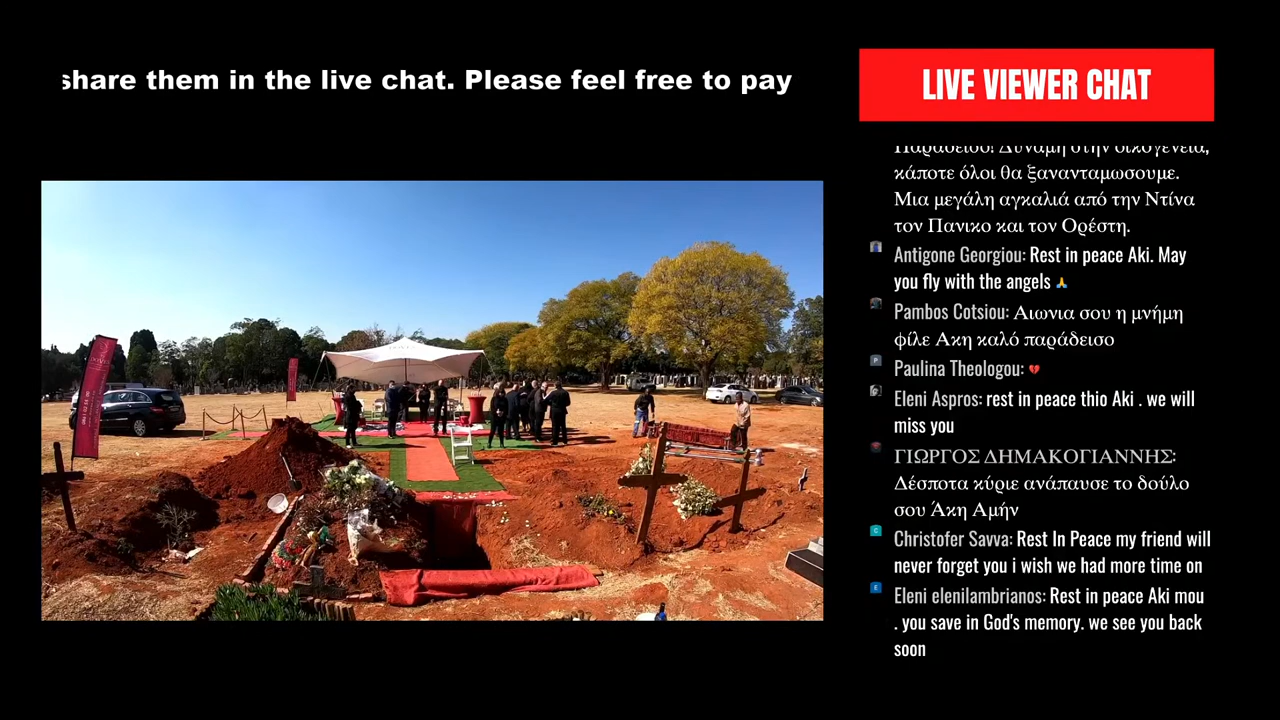 share them in the live chat. Please feel free to pay
LIVE VIEWER CHAT
Παράδεισο! Δύναμη στην οικογένεια,
κάποτε όλοι θα ξανανταμωσουμε.
Μια μεγάλη αγκαλιά από την Ντίνα
τον Πανικο και τον Ορέστη.
Antigone Georgiou: Rest in peace Aki. May
you fly with the angels 🙏
Pambos Cotsiou: Αιωνια σου η μνήμη
φίλε Ακη καλό παράδεισο
Paulina Theologou: 💔
Eleni Aspros: rest in peace thio Aki . we will
miss you
ΓΙΩΡΓΟΣ ΔΗΜΑΚΟΓΙΑΝΝΗΣ:
Δέσποτα κύριε ανάπαυσε το δούλο
σου Άκη Αμήν
Christofer Savva: Rest In Peace my friend will
never forget you i wish we had more time on
Eleni elenilambrianos: Rest in peace Aki mou
. you save in God's memory. we see you back
soon